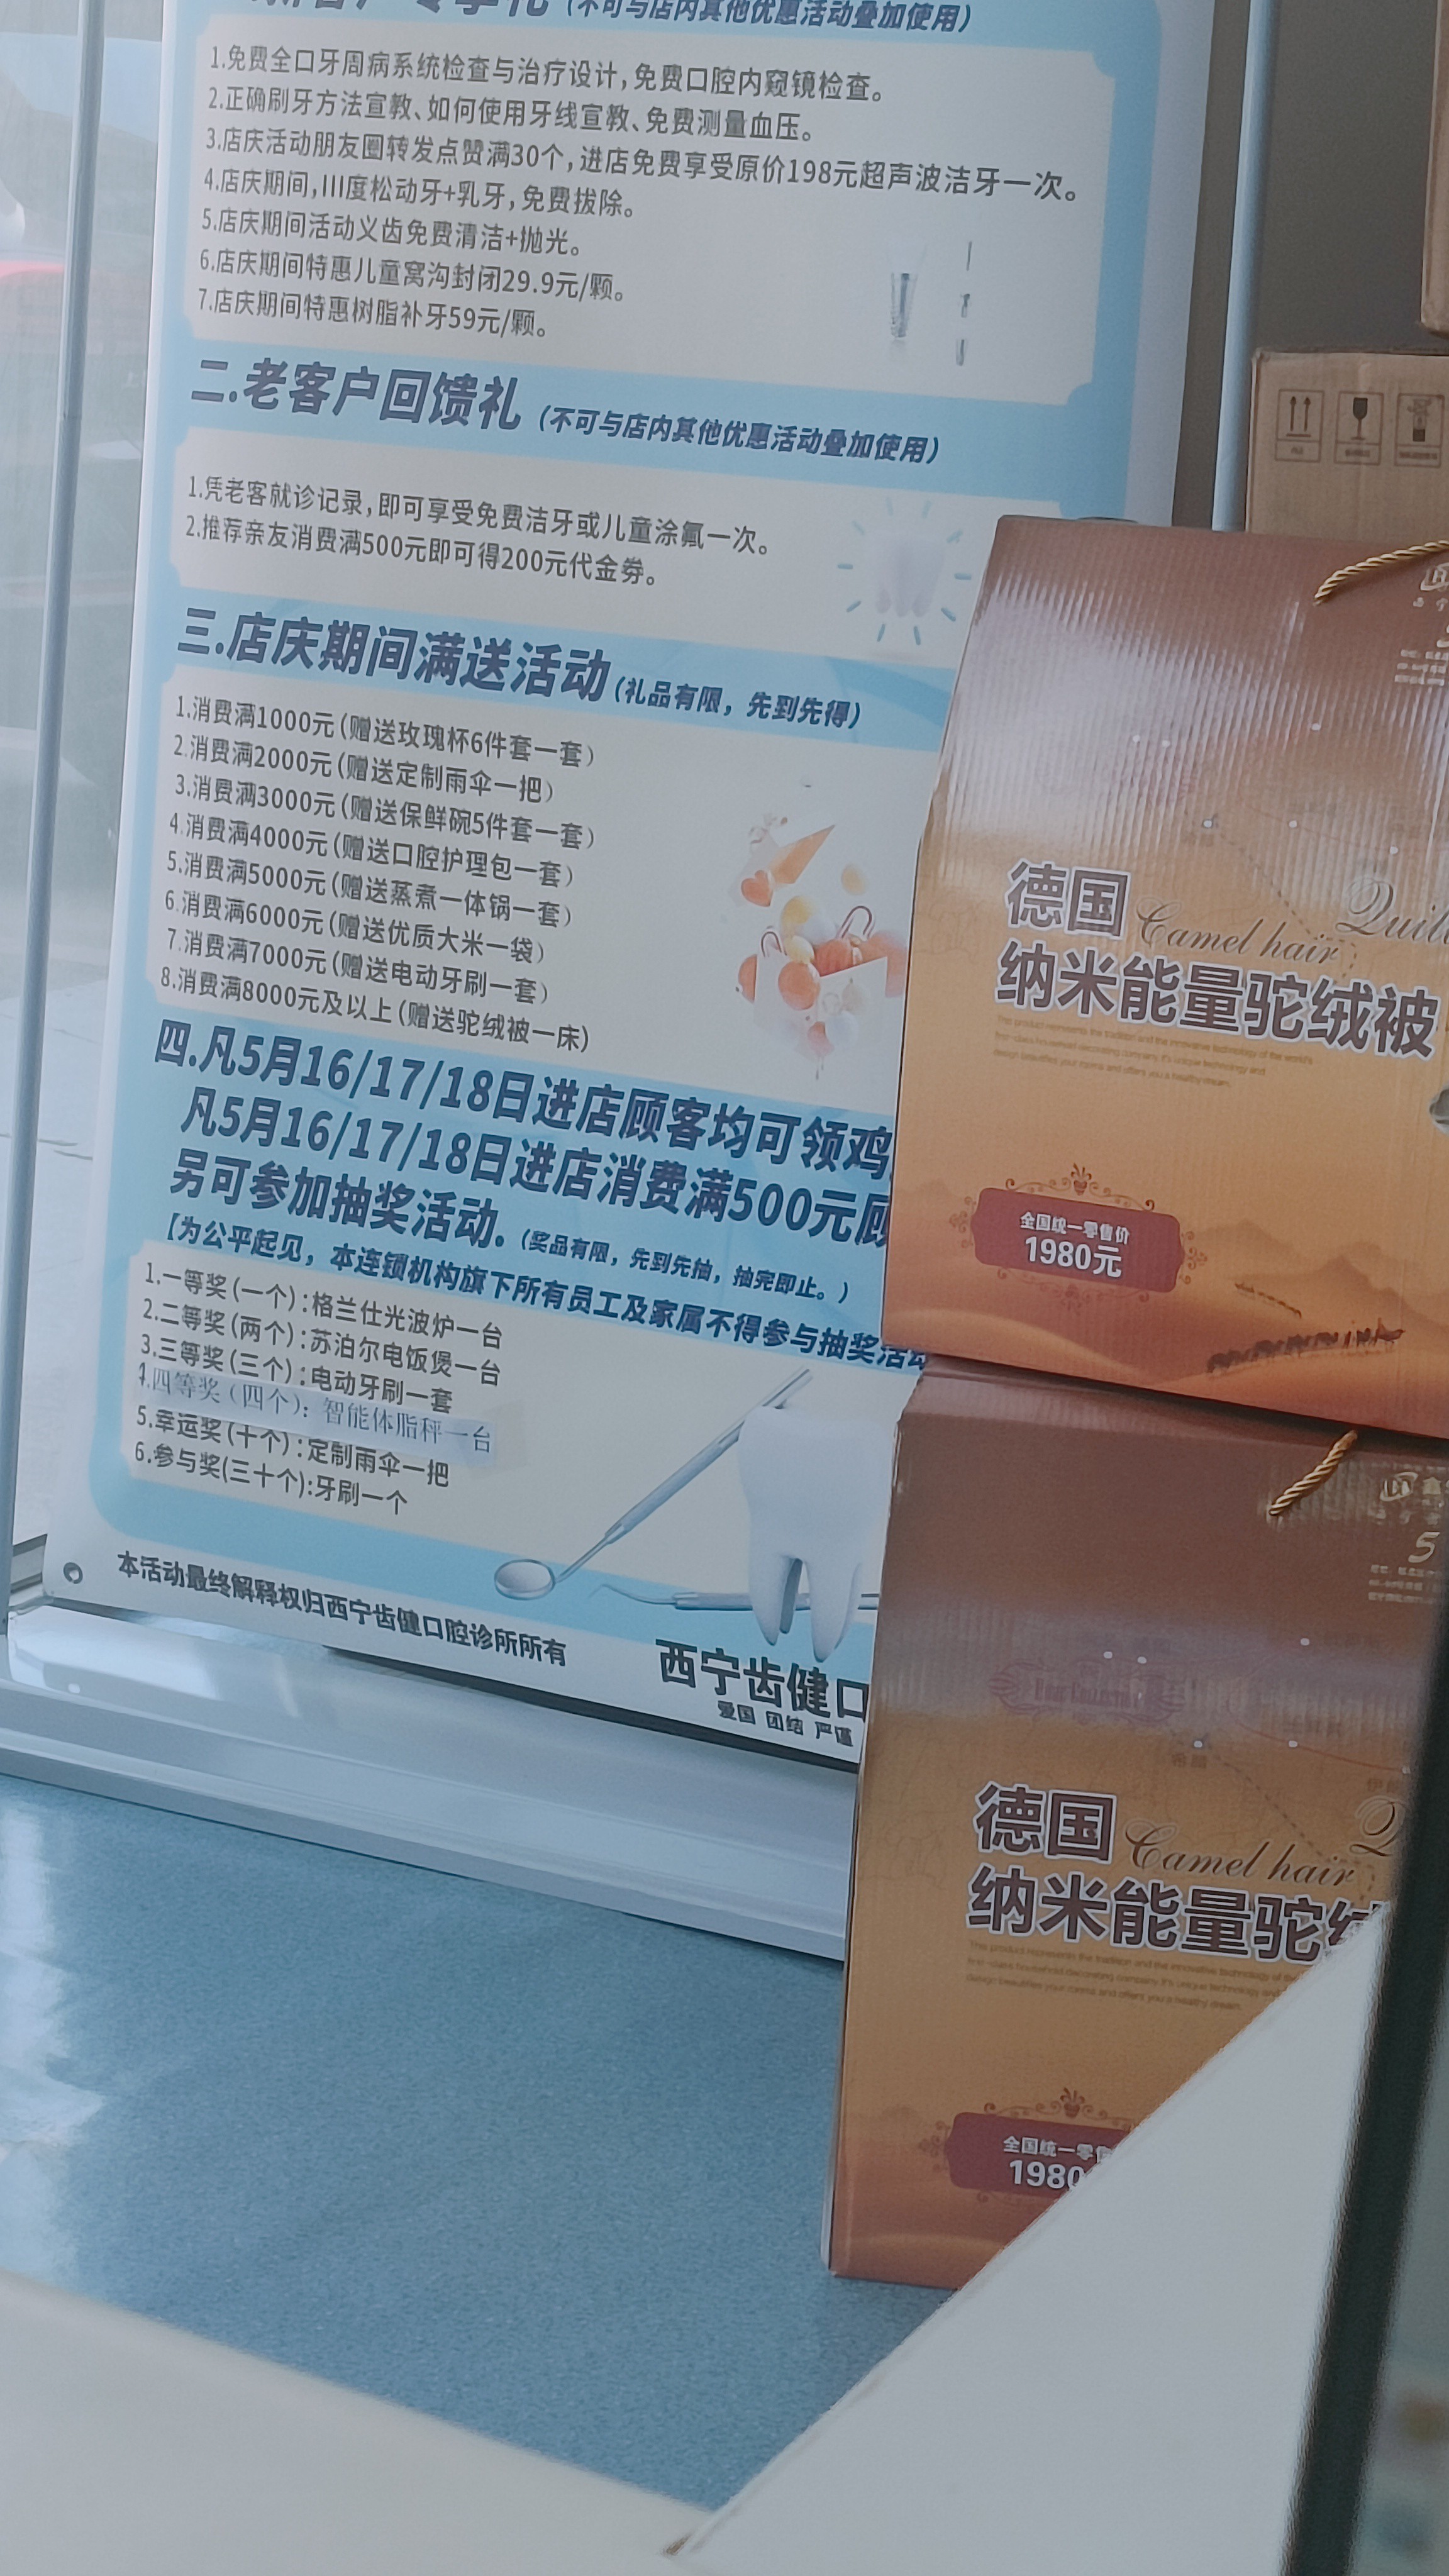 (不可与店内其他优惠活动叠加使用)
1.免费全口牙周病系统检查与治疗设计,免费口腔内窥镜检查。
2.正确刷牙方法宣教、如何使用牙线宣教、免费测量血压。
3.店庆活动朋友圈转发点赞满30个,进店免费享受原价198元超声波洁牙一次。
4.店庆期间,III度松动牙+乳牙,免费拔除。
5.店庆期间活动义齿免费清洁+抛光。
6.店庆期间特惠儿童窝沟封闭29.9元/颗。
7.店庆期间特惠树脂补牙59元/颗。
二.老客户回馈礼 (不可与店内其他优惠活动叠加使用)
1.凭老客就诊记录,即可享受免费洁牙或儿童涂氟一次。
2.推荐亲友消费满500元即可得200元代金券。
三.店庆期间满送活动 (礼品有限，先到先得)
1.消费满1000元(赠送玫瑰杯6件套一套)
2.消费满2000元(赠送定制雨伞一把)
3.消费满3000元(赠送保鲜碗5件套一套)
4.消费满4000元(赠送口腔护理包一套)
5.消费满5000元(赠送蒸煮一体锅一套)
6.消费满6000元(赠送优质大米一袋)
7.消费满7000元(赠送电动牙刷一套)
8.消费满8000元及以上(赠送驼绒被一床)
四.凡5月16/17/18日进店顾客均可领鸡
凡5月16/17/18日进店消费满500元顾
另可参加抽奖活动. (奖品有限，先到先抽，抽完即止。)
[为公平起见，本连锁机构旗下所有员工及家属不得参与抽奖活动
1.一等奖(一个):格兰仕光波炉一台
2.二等奖(两个):苏泊尔电饭煲一台
3.三等奖(三个):电动牙刷一套
4.四等奖（四个）：智能体脂秤一台
5.幸运奖(十个):定制雨伞一把
6.参与奖(三十个):牙刷一个
本活动最终解释权归西宁齿健口腔诊所所有
西宁齿健口
爱国 团结 严谨
德国 Camel hair
纳米能量驼绒被
全国统一零售价
1980元
德国 Camel hair
纳米能量驼绒
全国统一零售
1980